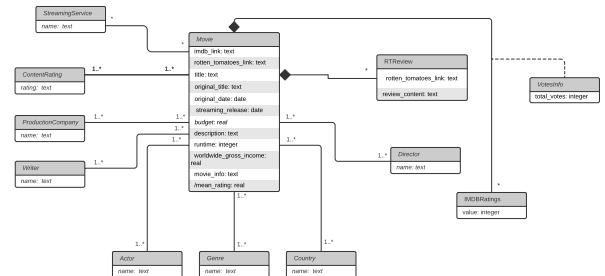 StreamingService
name: text
*
*
Movie
imdb_link: text
rotten_tomatoes_link: text
title: text
original_title: text
original_date: date
streaming_release: date
budget: real
description: text
runtime: integer
worldwide_gross_income:
real
movie_info: text
/mean_rating: real
ContentRating
rating: text
1..*
1..*
ProductionCompany
name: text
1..*
1..*
Writer
name: text
1..*
1..*
Actor
name: text
1..*
1..*
Genre
name: text
1..*
1..*
Country
name: text
1..*
1..*
Director
name: text
1..*
1..*
RTReview
rotten_tomatoes_link: text
review_content: text
*
VotesInfo
total_votes: integer
IMDBRatings
value: integer
*